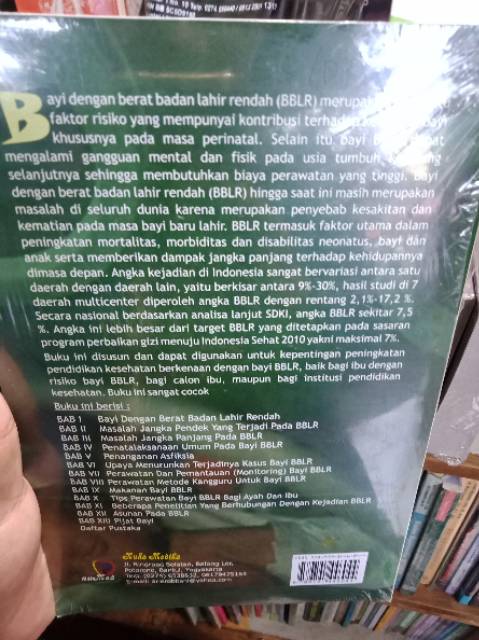 Bayi dengan berat badan lahir rendah (BBLR) merupakan
faktor risiko yang mempunyai kontribusi terhadap
khususnya pada masa perinatal. Selain itu bayi
mengalami gangguan mental dan fisik pada usia tumbuh
selanjutnya sehingga membutuhkan biaya perawatan yang tinggi. Bayi
dengan berat badan lahir rendah (BBLR) hingga saat ini masih merupakan
masalah di seluruh dunia karena merupakan penyebab kesakitan dan
kematian pada masa bayi baru lahir. BBLR termasuk faktor utama dalam
peningkatan mortalitas, morbiditas dan disabilitas neonatus, bayi dan
anak serta memberikan dampak jangka panjang terhadap kehidupannya
dimasa depan. Angka kejadian di Indonesia sangat bervariasi antara satu
daerah dengan daerah lain, yaitu berkisar antara 9%-30%, hasil studi di 7
daerah multicenter diperoleh angka BBLR dengan rentang 2,1%-17,2 %.
Secara nasional berdasarkan analisa lanjut SDKI, angka BBLR sekitar 7,5
%. Angka ini lebih besar dari target BBLR yang ditetapkan pada sasaran
program perbaikan gizi menuju Indonesia Sehat 2010 yakni maksimal 7%.
Buku ini disusun dan dapat digunakan untuk kepentingan peningkatan
pendidikan kesehatan berkenaan dengan bayi BBLR, baik bagi ibu dengan
risiko bayi BBLR, bagi calon ibu, maupun bagi institusi pendidikan
kesehatan. Buku ini sangat cocok
Buku ini berisi :
BAB I Bayi Dengan Berat Badan Lahir Rendah
BAB II Masalah Jangka Pendek Yang Terjadi Pada BBLR
BAB III Masalah Jangka Panjang Pada BBLR
BAB IV Penatalaksanaan Umum Pada Bayi BBLR
BAB V Penanganan Asfiksia
BAB VI Upaya Menurunkan Terjadinya Kasus Bayi BBLR
BAB VII Perawatan Dan Pemantauan (Monitoring) Bayi BBLR
BAB VIII Perawatan Metode Kangguru Untuk Bayi BBLR
BAB IX Makanan Bayi BBLR
BAB X Tips Perawatan Bayi BBLR Bagi Ayah Dan Ibu
BAB XI Beberapa Penelitian Yang Berhubungan Dengan Kejadian BBLR
BAB XII Asuhan Pada BBLR
BAB XIII Pijat Bayi
Daftar Pustaka
Nuha Medika
Jl. Ringroad Selatan,
Yogyakarta